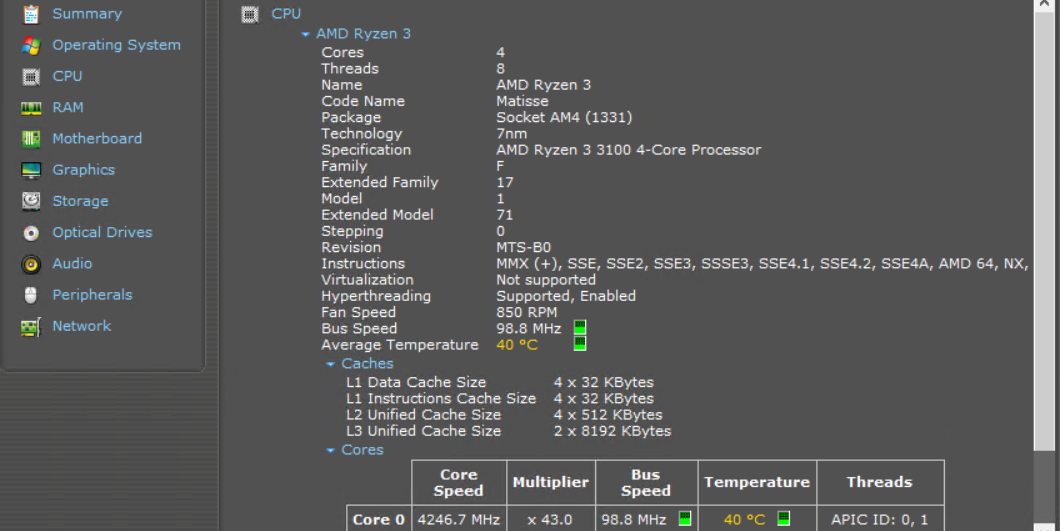 Summary
Operating System
CPU
RAM
Motherboard
Graphics
Storage
Optical Drives
Audio
Peripherals
Network
CPU
AMD Ryzen 3
Cores 4
Threads 8
Name AMD Ryzen 3
Code Name Matisse
Package Socket AM4 (1331)
Technology 7nm
Specification AMD Ryzen 3 3100 4-Core Processor
Family F
Extended Family 17
Model 1
Extended Model 71
Stepping 0
Revision MTS-B0
Instructions MMX (+), SSE, SSE2, SSE3, SSSE3, SSE4.1, SSE4.2, SSE4A, AMD 64, NX,
Virtualization Not supported
Hyperthreading Supported, Enabled
Fan Speed 850 RPM
Bus Speed 98.8 MHz
Average Temperature 40 °C
Caches
L1 Data Cache Size 4 x 32 KBytes
L1 Instructions Cache Size 4 x 32 KBytes
L2 Unified Cache Size 4 x 512 KBytes
L3 Unified Cache Size 2 x 8192 KBytes
Cores
Core Speed Multiplier Bus Speed Temperature Threads
Core 0 4246.7 MHz x 43.0 98.8 MHz 40 °C APIC ID: 0, 1